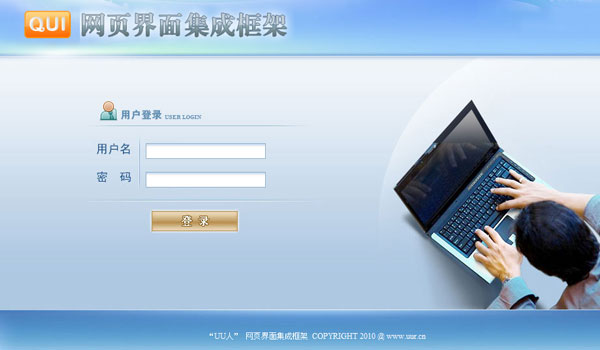 QUI 网页界面集成框架
用户登录 USER LOGIN
用户名
密 码
登 录
“UU人” 网页界面集成框架 COPYRIGHT 2010 @ www.uur.cn